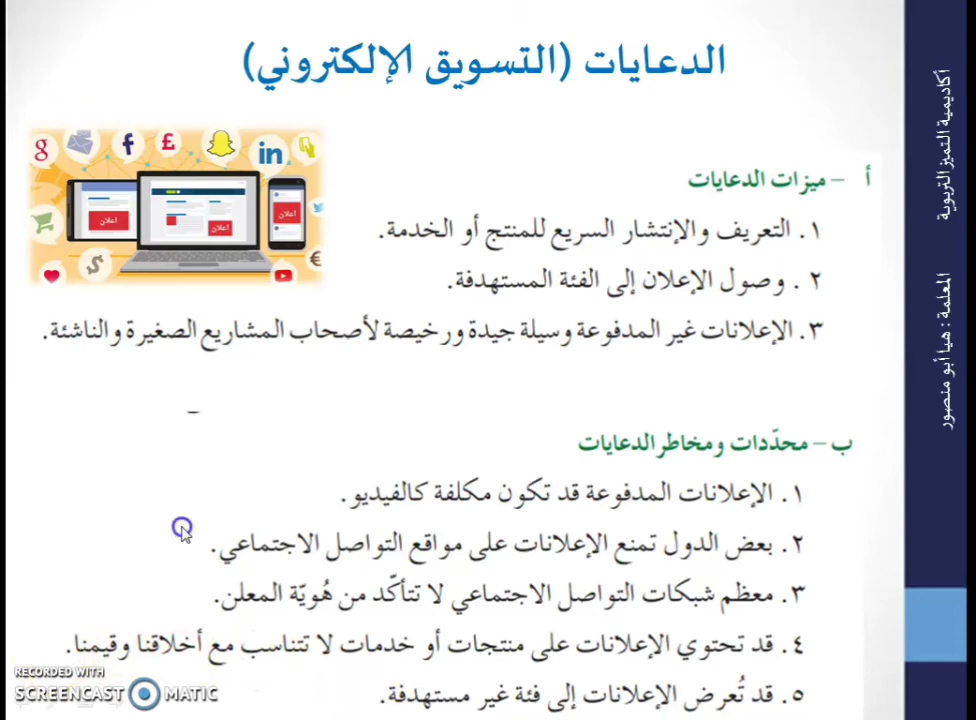 الدعايات (التسويق الإلكتروني)
أ - ميزات الدعايات
١. التعريف والإنتشار السريع للمنتج أو الخدمة.
٢. وصول الإعلان إلى الفئة المستهدفة.
٣. الإعلانات غير المدفوعة وسيلة جيدة ورخيصة لأصحاب المشاريع الصغيرة والناشئة.
ب - محدّدات ومخاطر الدعايات
١. الإعلانات المدفوعة قد تكون مكلفة كالفيديو.
٢. بعض الدول تمنع الإعلانات على مواقع التواصل الاجتماعي.
٣. معظم شبكات التواصل الاجتماعي لا تتأكّد من هُويّة المعلن.
٤. قد تحتوي الإعلانات على منتجات أو خدمات لا تتناسب مع أخلاقنا وقيمنا.
٥. قد تُعرض الإعلانات إلى فئة غير مستهدفة.
أكاديمية التميز التربوية
المعلمة : هيا أبو منصور
g
f
£
in
اعلان
اعلان
اعلان
$
€
RECORDED WITH
SCREENCAST MATIC